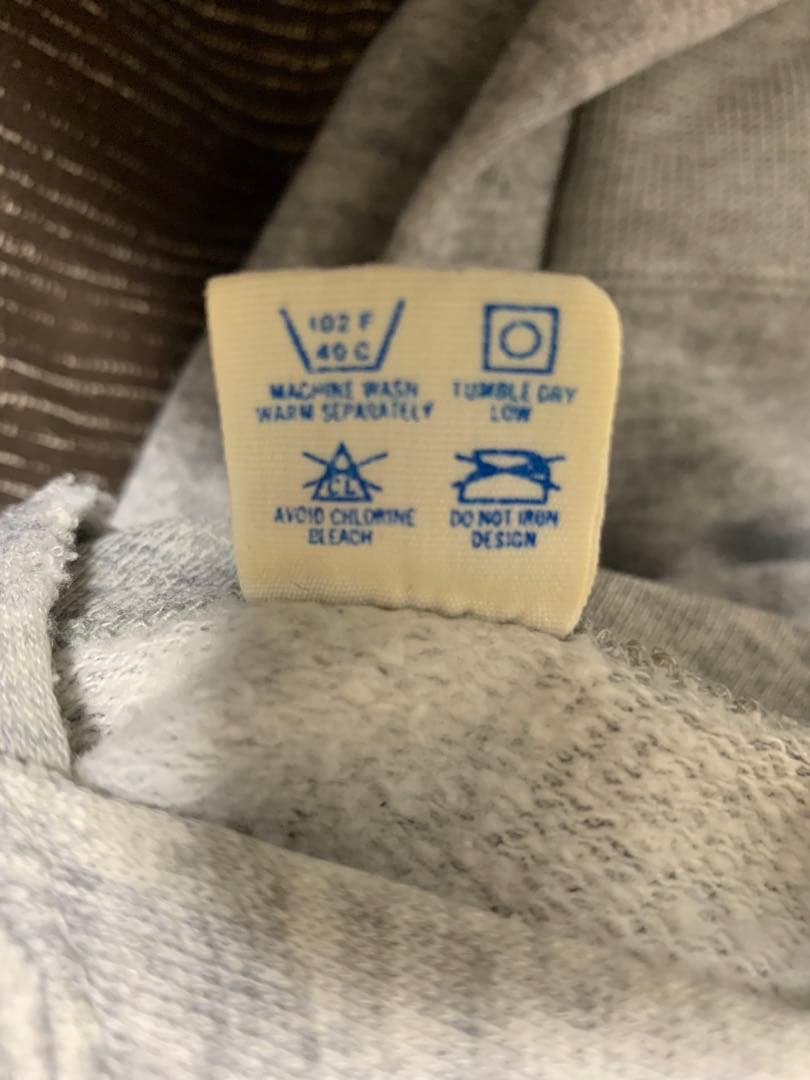 102 F
40 C
MACHINE WASH
WARM SEPARATELY
TUMBLE DRY
LOW
CL
AVOID CHLORINE
BLEACH
DO NOT IRON
DESIGN